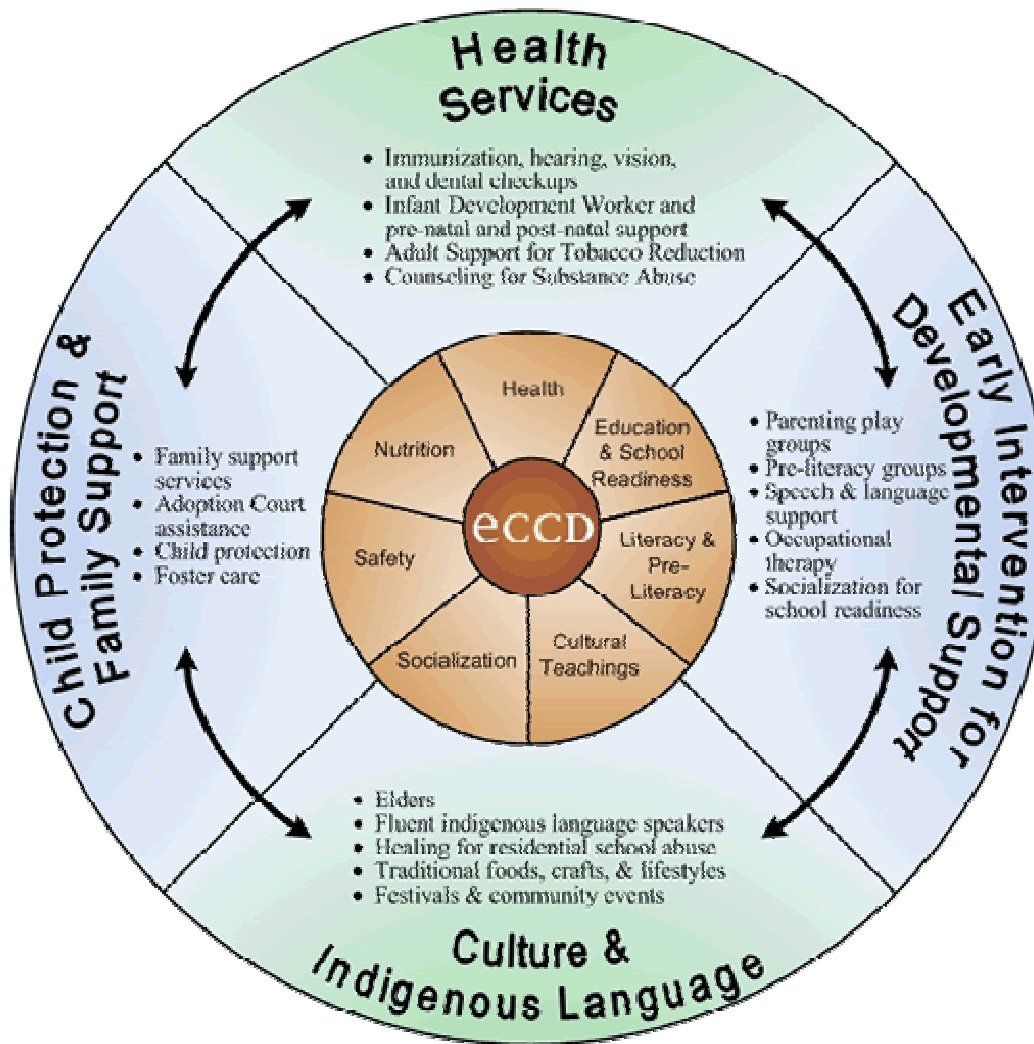 Health
Services
• Immunization, hearing, vision,
and dental checkups
• Infant Development Worker and
pre-natal and post-natal support
• Adult Support for Tobacco Reduction
• Counseling for Substance Abuse
Child Protection &
Family Support
• Family support
services
• Adoption Court
assistance
• Child protection
• Foster care
Health
Nutrition
Education
& School
Readiness
eCCD
Safety
Literacy &
Pre-
Literacy
Socialization
Cultural
Teachings
• Parenting play
groups
• Pre-literacy groups
• Speech & language
support
• Occupational
therapy
• Socialization for
school readiness
Early Intervention for
Developmental Support
• Elders
• Fluent indigenous language speakers
• Healing for residential school abuse
• Traditional foods, crafts, & lifestyles
• Festivals & community events
Culture &
Indigenous Language